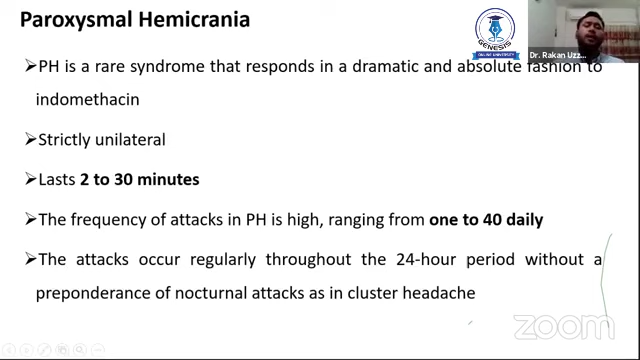 Paroxysmal Hemicrania
GENESIS
ONLINE UNIVERSITY
Dr. Rakan Uzz...
➢PH is a rare syndrome that responds in a dramatic and absolute fashion to
indomethacin
➢Strictly unilateral
➢Lasts 2 to 30 minutes
➢The frequency of attacks in PH is high, ranging from one to 40 daily
➢The attacks occur regularly throughout the 24-hour period without a
preponderance of nocturnal attacks as in cluster headache
zoom